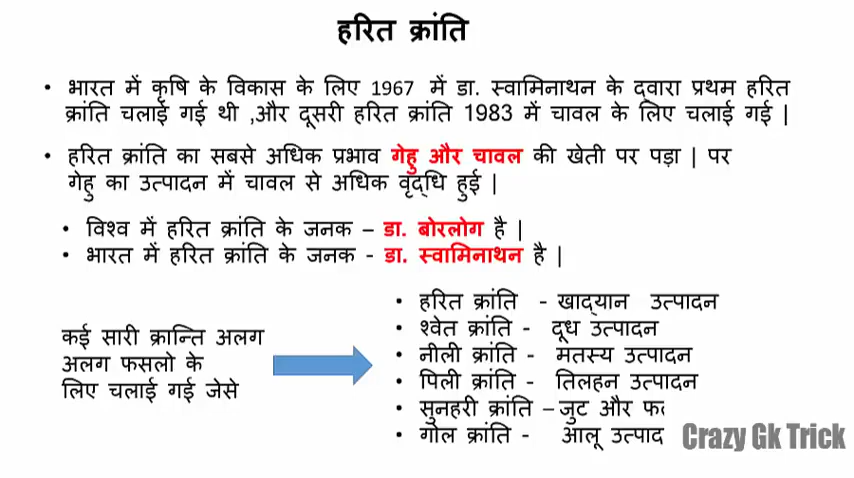 हरित क्रांति
• भारत में कृषि के विकास के लिए 1967 में डा. स्वामिनाथन के द्वारा प्रथम हरित
क्रांति चलाई गई थी ,और दूसरी हरित क्रांति 1983 में चावल के लिए चलाई गई |
• हरित क्रांति का सबसे अधिक प्रभाव गेहु और चावल की खेती पर पड़ा | पर
गेहु का उत्पादन में चावल से अधिक वृद्धि हुई |
• विश्व में हरित क्रांति के जनक – डा. बोरलोग है |
• भारत में हरित क्रांति के जनक - डा. स्वामिनाथन है |
कई सारी क्रान्ति अलग
अलग फसलो के
लिए चलाई गई जेसे
• हरित क्रांति - खाद्यान उत्पादन
• श्वेत क्रांति - दूध उत्पादन
• नीली क्रांति - मतस्य उत्पादन
• पिली क्रांति - तिलहन उत्पादन
• सुनहरी क्रांति – जुट और
• गोल क्रांति - आलू उत्पाद
Crazy Gk Trick